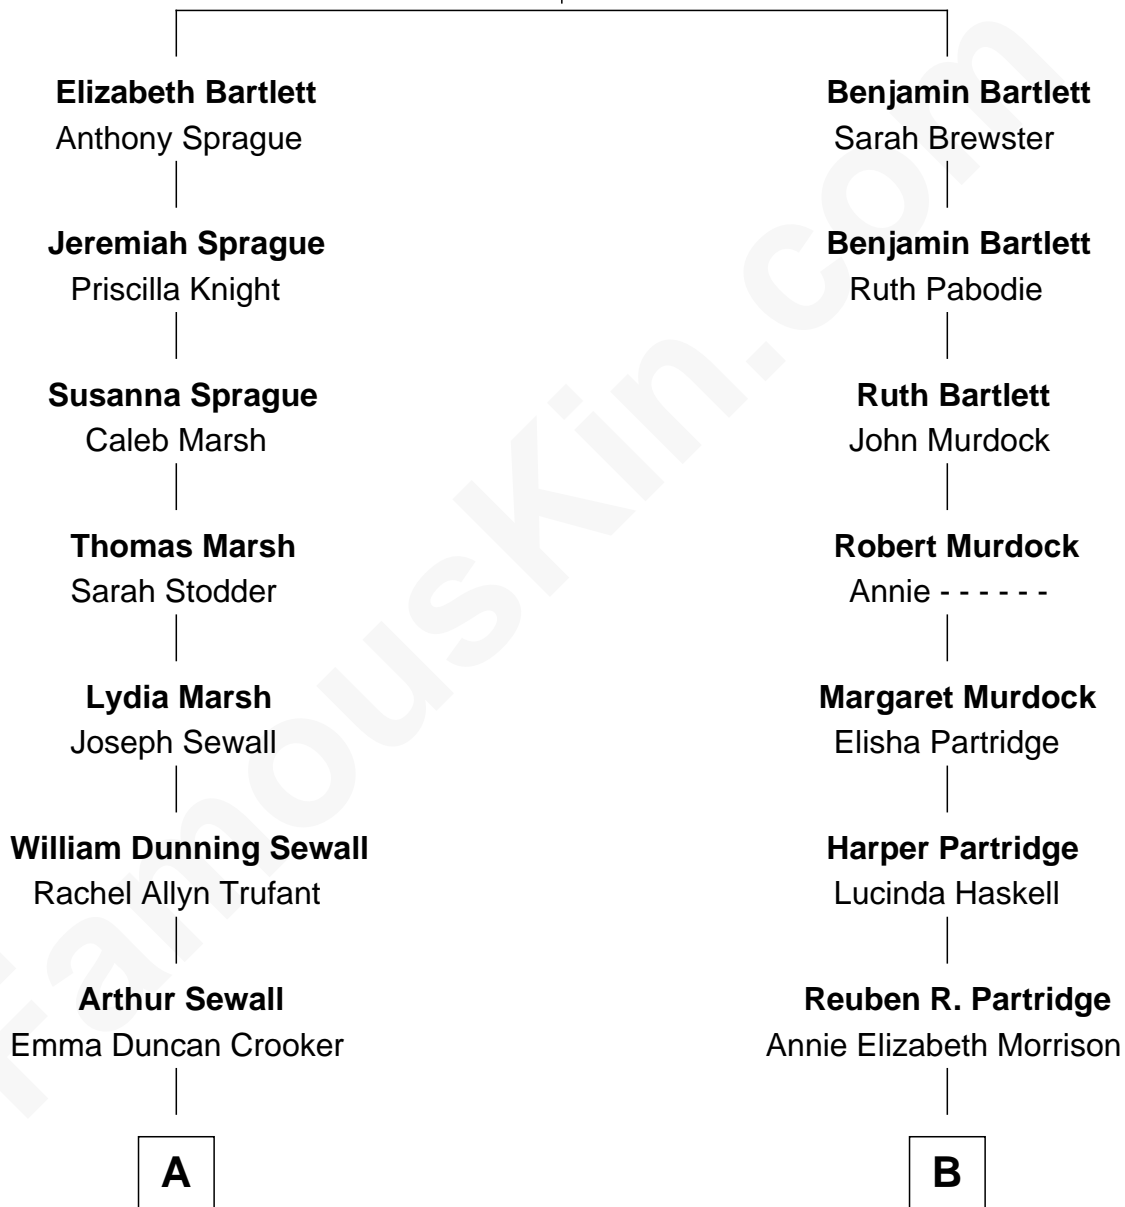 Elizabeth Bartlett
Anthony Sprague
Benjamin Bartlett
Sarah Brewster
Jeremiah Sprague
Priscilla Knight
Benjamin Bartlett
Ruth Pabodie
Susanna Sprague
Caleb Marsh
Ruth Bartlett
John Murdock
Thomas Marsh
Sarah Stodder
Robert Murdock
Annie - - - - - -
Lydia Marsh
Joseph Sewall
Margaret Murdock
Elisha Partridge
William Dunning Sewall
Rachel Allyn Trufant
Harper Partridge
Lucinda Haskell
Arthur Sewall
Emma Duncan Crooker
Reuben R. Partridge
Annie Elizabeth Morrison
A
B
FamousKin.com